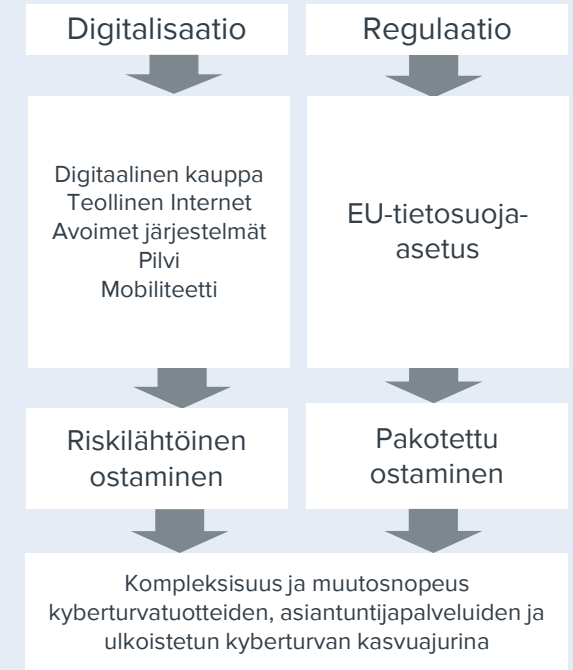 Digitalisaatio
Regulaatio
Digitaalinen kauppa
Teollinen Internet
Avoimet järjestelmät
Pilvi
Mobiliteetti
EU-tietosuoja-
asetus
Riskilähtöinen
ostaminen
Pakotettu
ostaminen
Kompleksisuus ja muutosnopeus
kyberturvatuotteiden, asiantuntijapalveluiden ja
ulkoistetun kyberturvan kasvuajurina